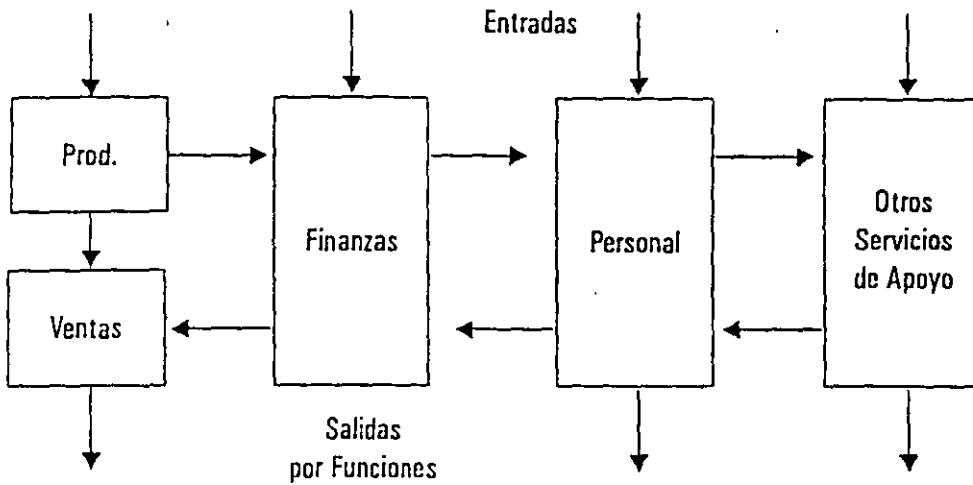 Entradas
Prod.
Finanzas
Personal
Otros
Servicios
de Apoyo
Ventas
Salidas
por Funciones